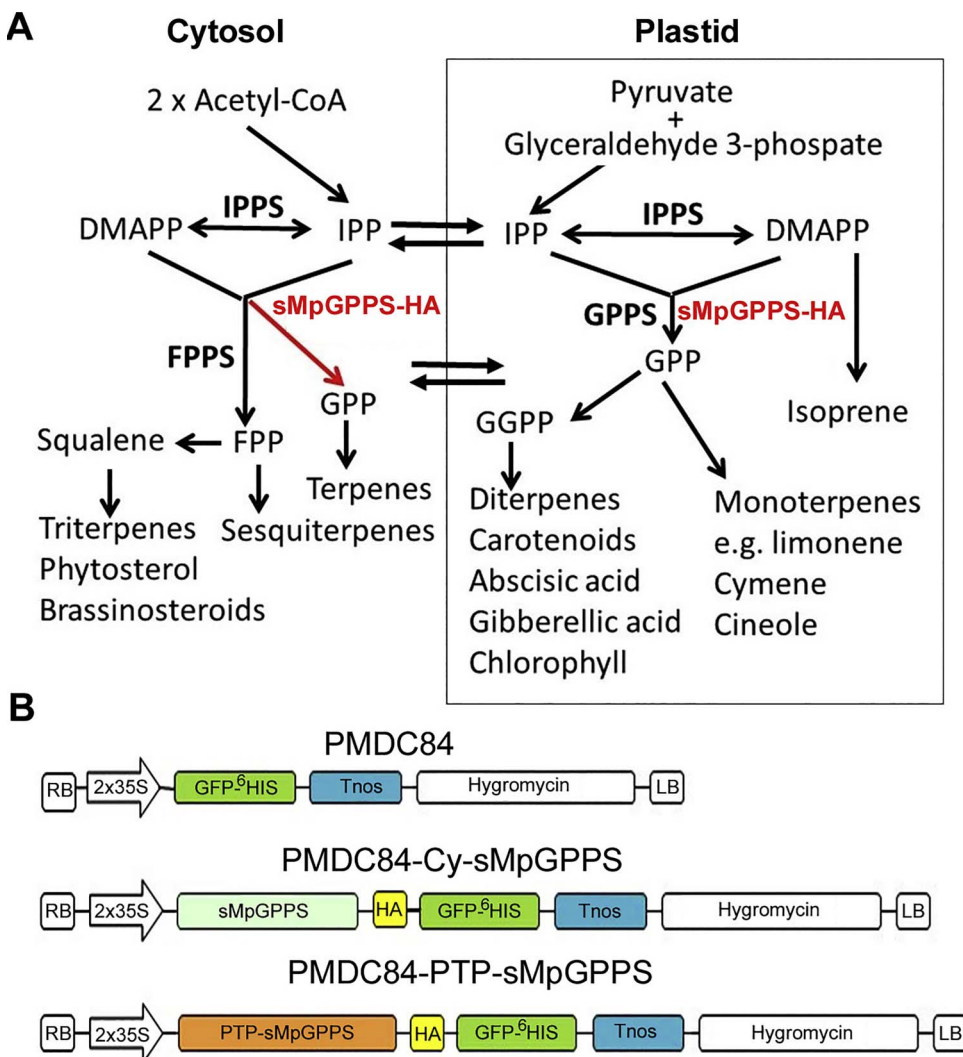 A
Cytosol
Plastid
2 x Acetyl-CoA
Pyruvate
+
Glyceraldehyde 3-phospate
DMAPP
IPPS
IPP
IPP
IPPS
DMAPP
sMpGPPS-HA
GPPS
sMpGPPS-HA
FPPS
GPP
GPP
Isoprene
Squalene
FPP
GGPP
Terpenes
Triterpenes
Phytosterol
Brassinosteroids
Sesquiterpenes
Diterpenes
Carotenoids
Abscisic acid
Gibberellic acid
Chlorophyll
Monoterpenes
e.g. limonene
Cymene
Cineole
B
PMDC84
RB 2x35S GFP-⁶HIS Tnos Hygromycin LB
PMDC84-Cy-sMpGPPS
RB 2x35S sMpGPPS HA GFP-⁶HIS Tnos Hygromycin LB
PMDC84-PTP-sMpGPPS
RB 2x35S PTP-sMpGPPS HA GFP-⁶HIS Tnos Hygromycin LB